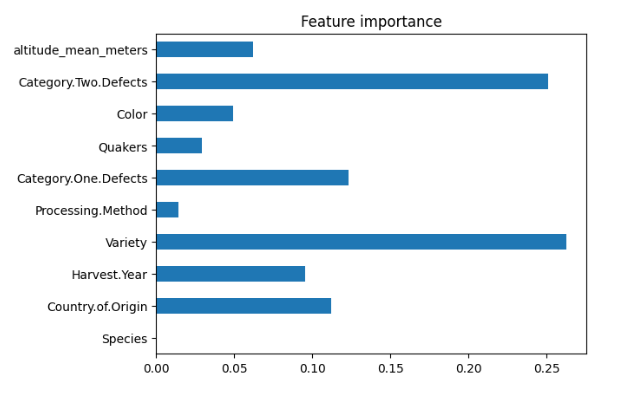 Feature importance
altitude_mean_meters
Category.Two.Defects
Color
Quakers
Category.One.Defects
Processing.Method
Variety
Harvest.Year
Country.of.Origin
Species
0.00 0.05 0.10 0.15 0.20 0.25